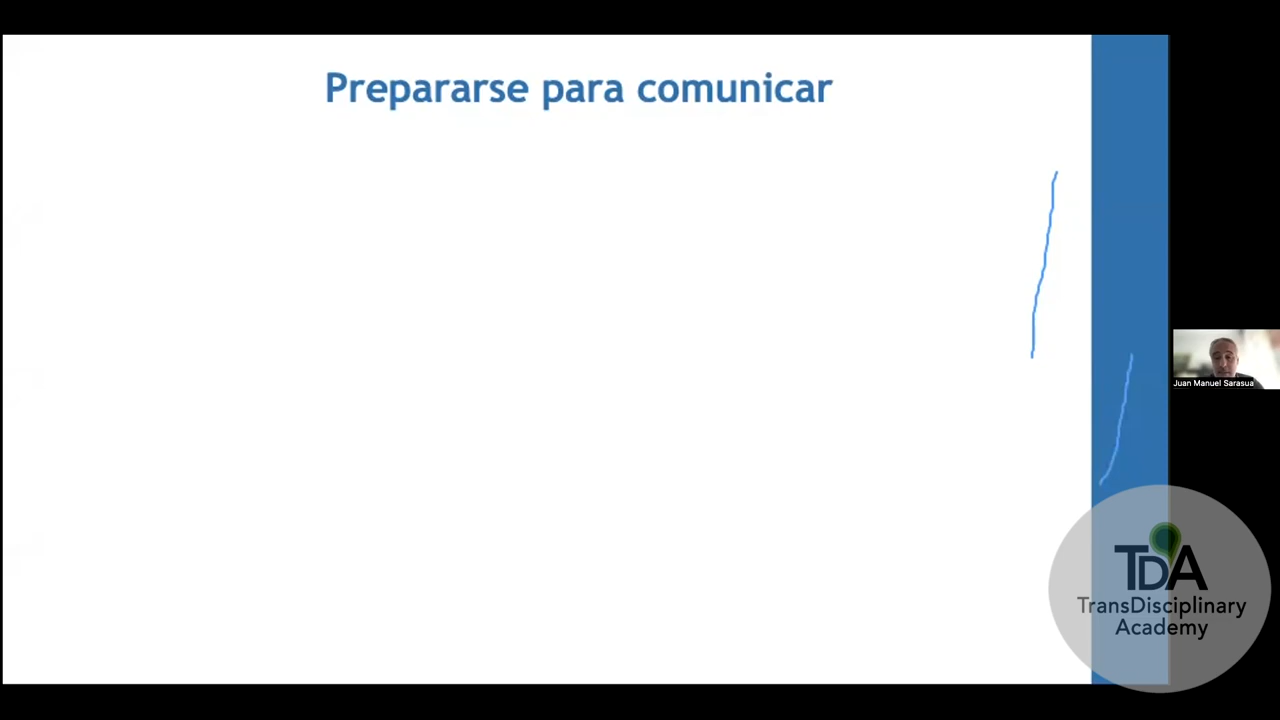 Prepararse para comunicar
Juan Manuel Sarasua
TDA
TransDisciplinary
Academy